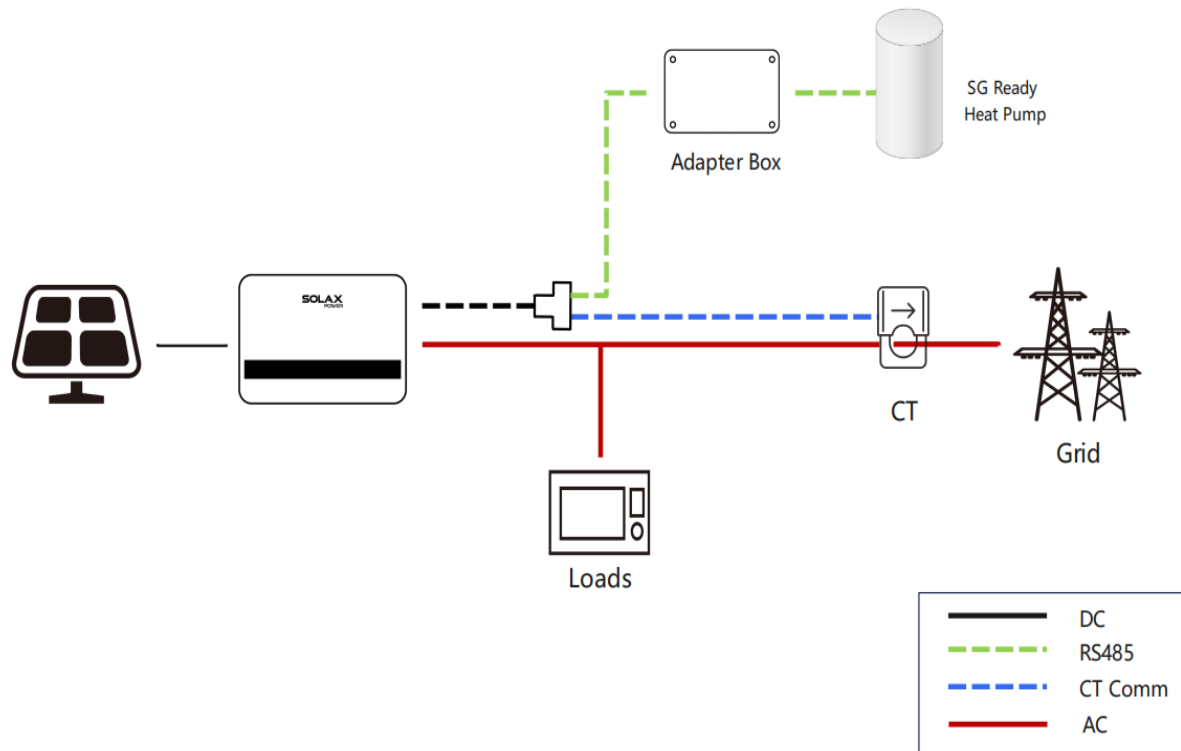 SG Ready
Heat Pump
Adapter Box
SOLAX
POWER
CT
Grid
Loads
DC
RS485
CT Comm
AC